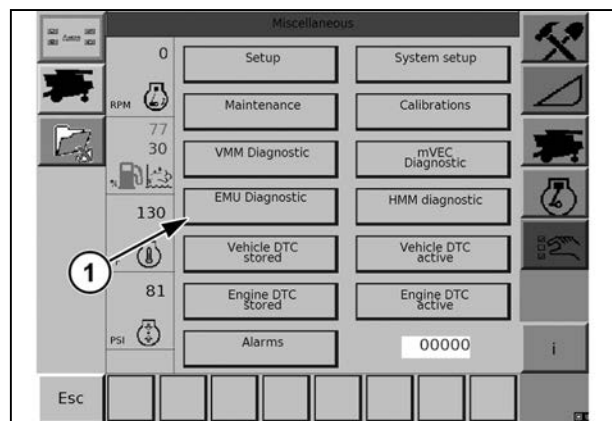 Miscellaneous
0
RPM
77
30
%
130
81
PSI
Setup
System setup
Maintenance
Calibrations
VMM Diagnostic
mVEC
Diagnostic
EMU Diagnostic
HMM diagnostic
Vehicle DTC
stored
Vehicle DTC
active
Engine DTC
stored
Engine DTC
active
Alarms
00000
1
i
Esc